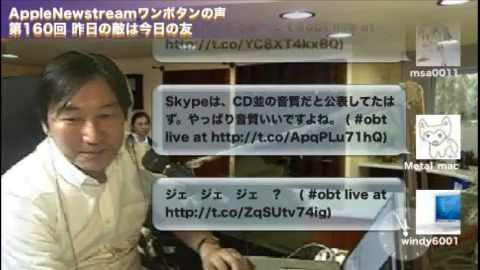 AppleNewstreamワンボタンの声
第160回 昨日の敵は今日の友
http://t.co/YC8XT4kxBQ)
msa0011
Skypeは、CD並の音質だと公表してたは
ず。やっぱり音質いいですよね。 ( #obt
live at http://t.co/ApqPLu71hQ)
Metal mac
ジェ ジェ ジェ ? ( #obt live at
http://t.co/ZqSUtv74ig)
windy6001